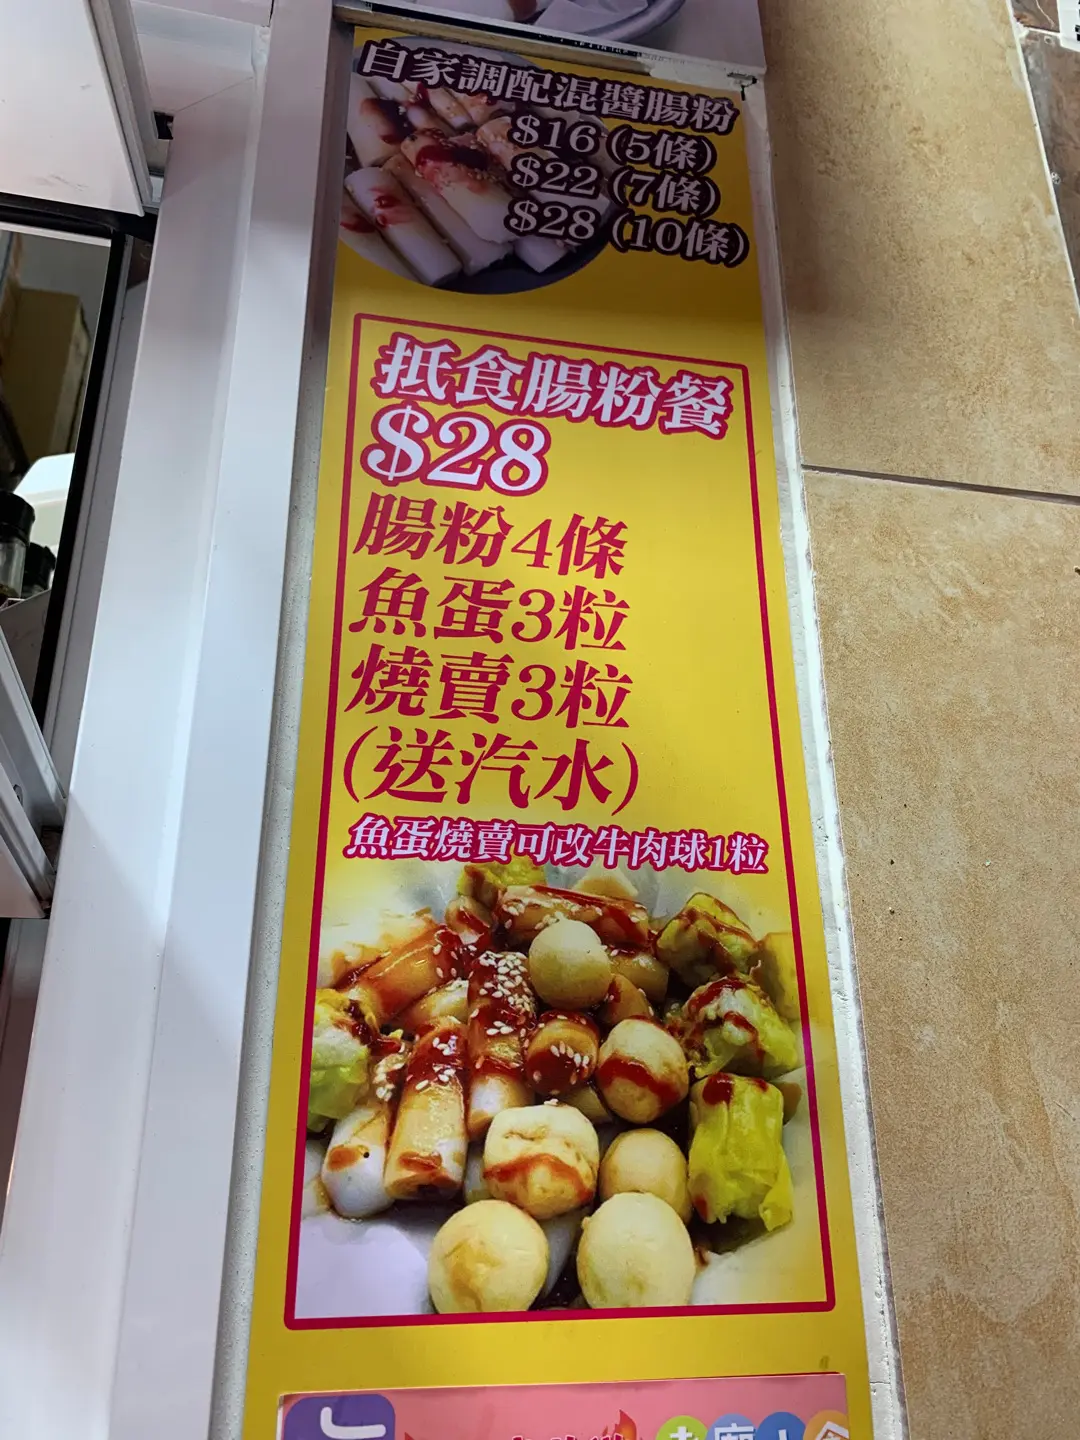 自家調配混醬腸粉
$16 (5條)
$22 (7條)
$28 (10條)
抵食腸粉餐
$28
腸粉4條
魚蛋3粒
燒賣3粒
(送汽水)
魚蛋燒賣可改牛肉球1粒